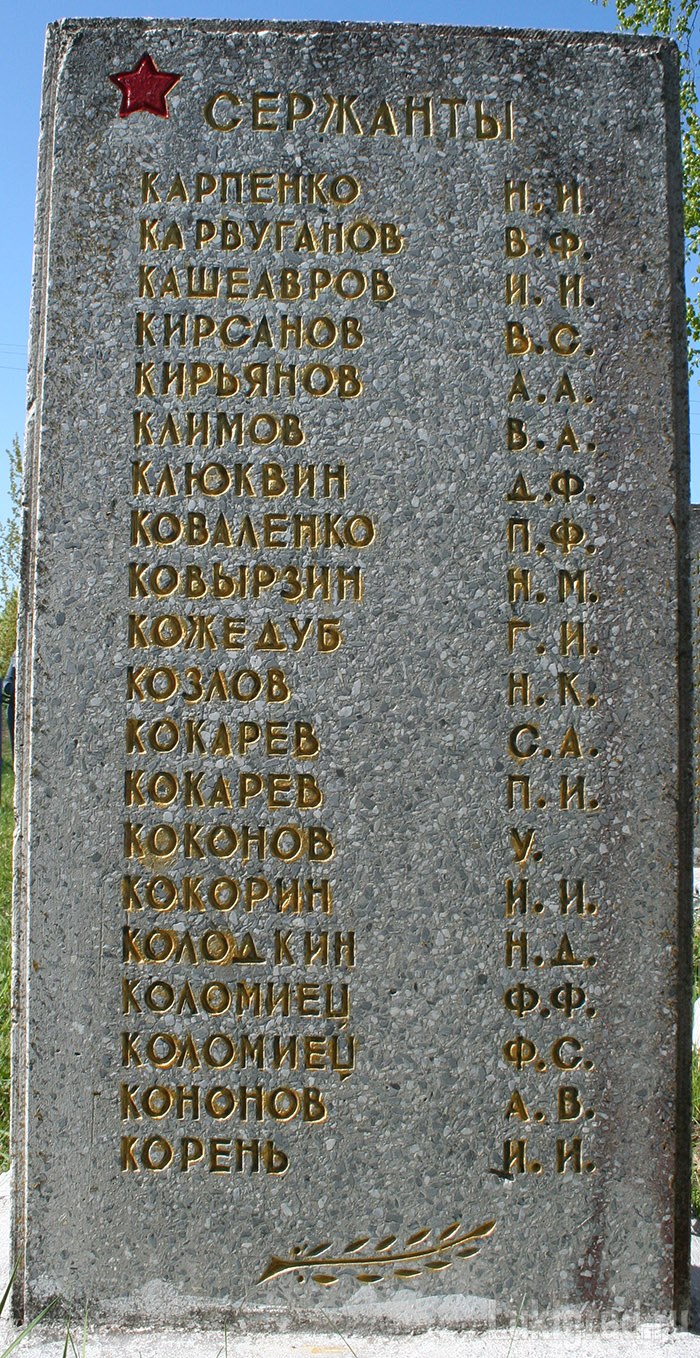 СЕРЖАНТЫ
КАРПЕНКО Н. И.
КАРВУГАНОВ В. Ф.
КАШЕАВРОВ И. И.
КИРСАНОВ В. С.
КИРЬЯНОВ А. А.
КЛИМОВ В. А.
КЛЮКВИН Д. Ф.
КОВАЛЕНКО П. Ф.
КОВЫРЗИН Н. М.
КОЖЕДУБ Г. И.
КОЗЛОВ Н. К.
КОКАРЕВ С. А.
КОКАРЕВ П. И.
КОКОНОВ У.
КОКОРИН И. И.
КОЛОДКИН Н. Д.
КОЛОМИЕЦ Ф. Ф.
КОЛОМИЕЦ Ф. С.
КОНОНОВ А. В.
КОРЕНЬ И. И.